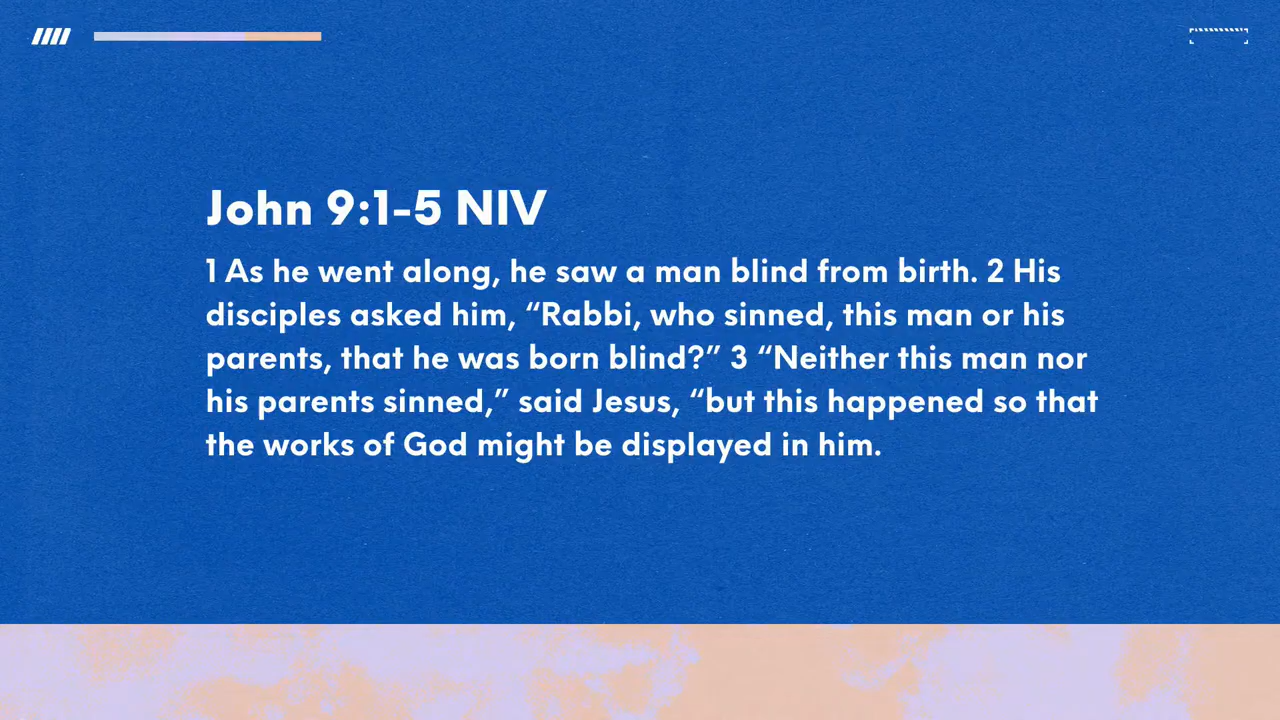 John 9:1-5 NIV
1 As he went along, he saw a man blind from birth. 2 His
disciples asked him, “Rabbi, who sinned, this man or his
parents, that he was born blind?” 3 “Neither this man nor
his parents sinned,” said Jesus, “but this happened so that
the works of God might be displayed in him.